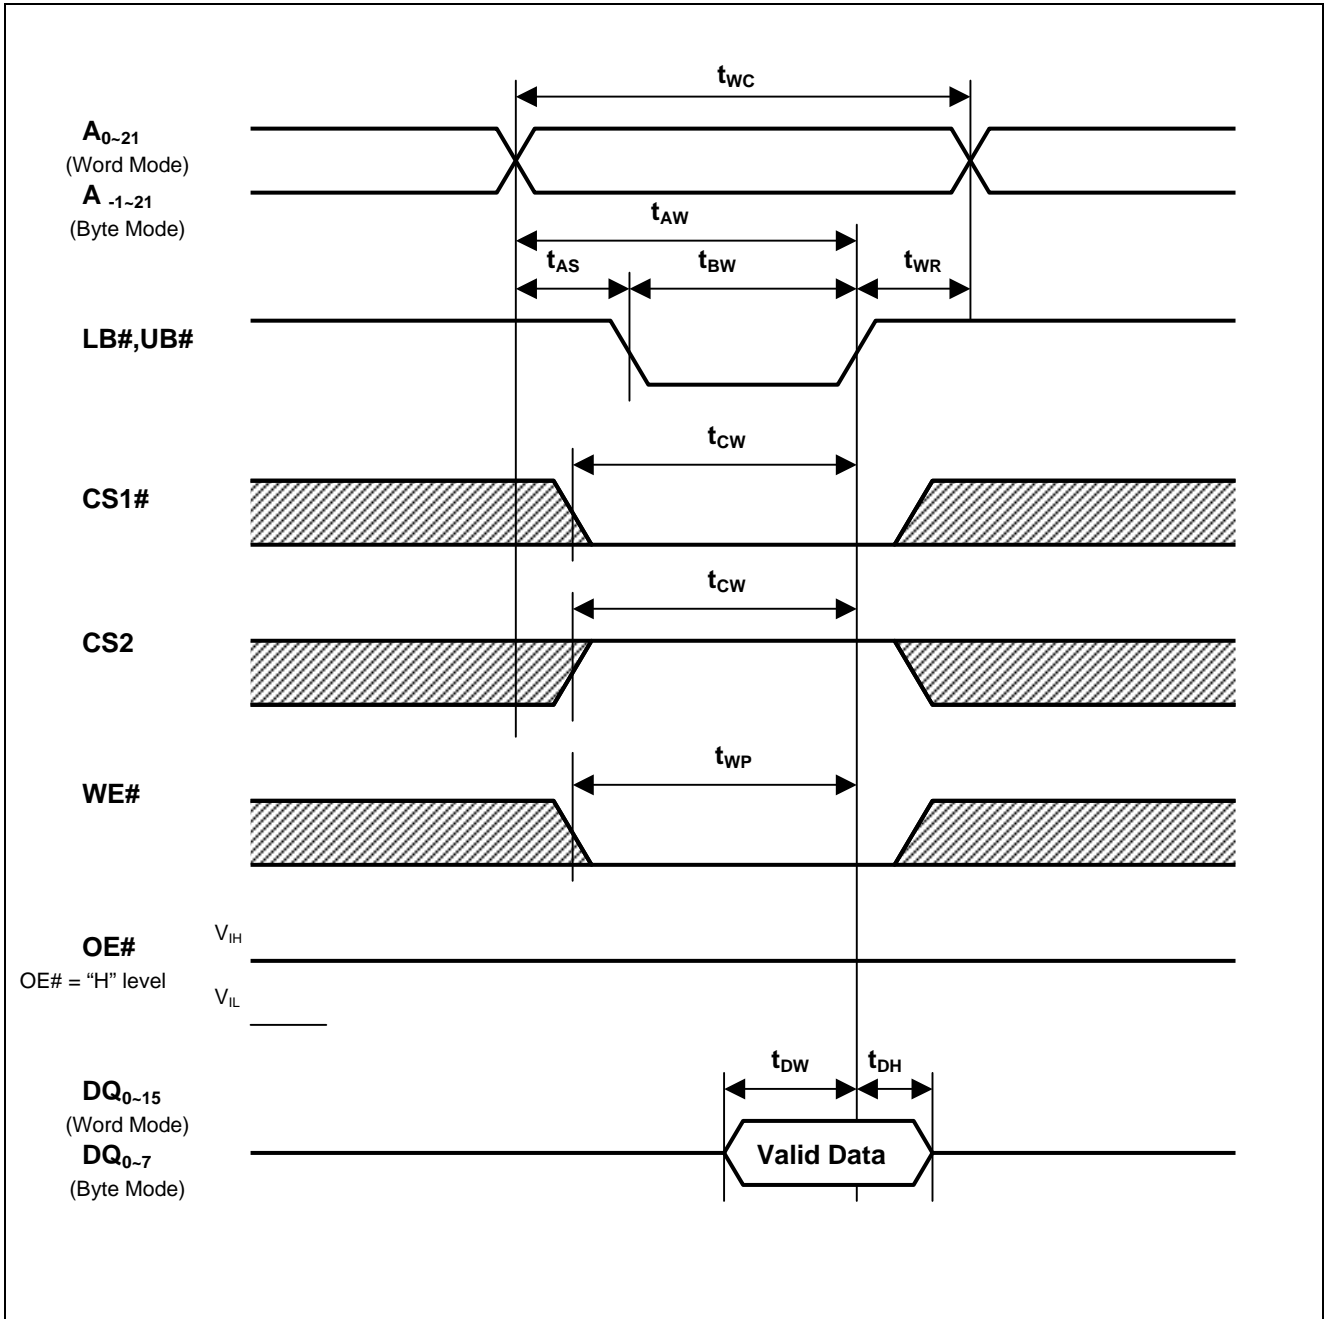 tWC
A0~21
(Word Mode)
A -1~21
(Byte Mode)
tAW
tAS
tBW
tWR
LB#,UB#
tCW
CS1#
tCW
CS2
tWP
WE#
VIH
OE#
OE# = “H” level
VIL
tDW
tDH
DQ0~15
(Word Mode)
DQ0~7
(Byte Mode)
Valid Data